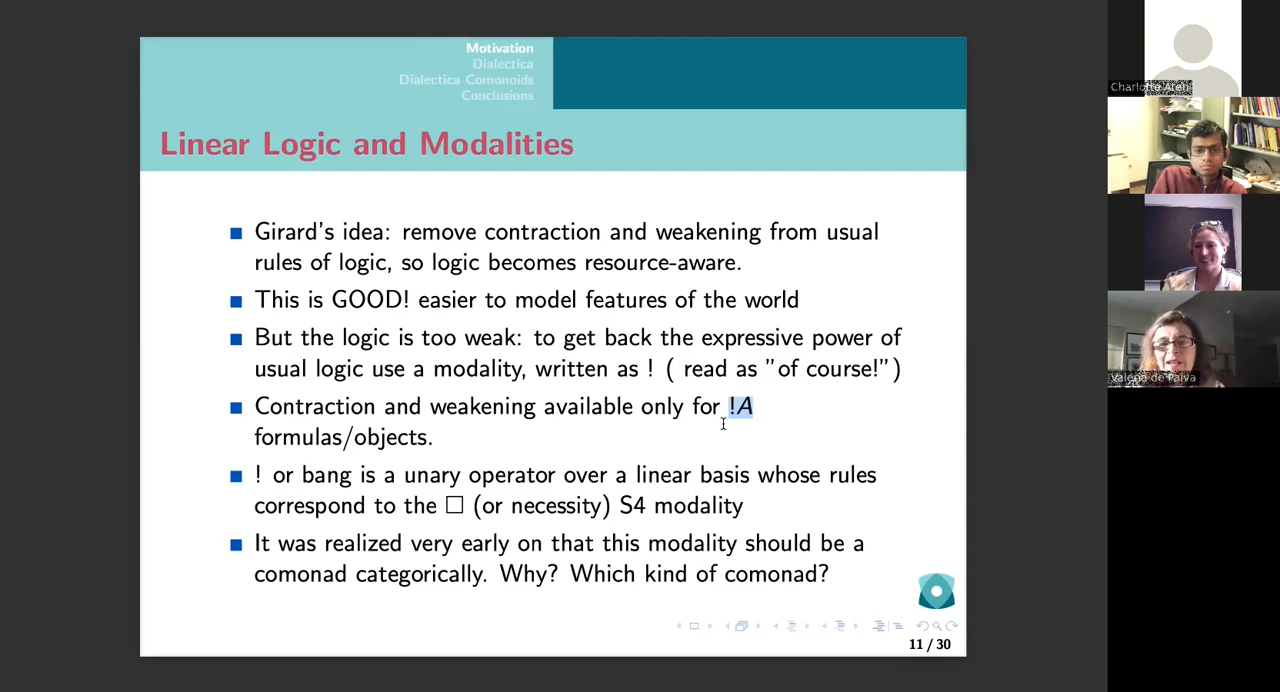 Motivation
Dialectica
Dialectica Comonoids
Conclusions
Linear Logic and Modalities
Girard's idea: remove contraction and weakening from usual
rules of logic, so logic becomes resource-aware.
This is GOOD! easier to model features of the world
But the logic is too weak: to get back the expressive power of
usual logic use a modality, written as ! ( read as "of course!")
Contraction and weakening available only for !A
formulas/objects.
! or bang is a unary operator over a linear basis whose rules
correspond to the □ (or necessity) S4 modality
It was realized very early on that this modality should be a
comonad categorically. Why? Which kind of comonad?
11 / 30
Charlotte Aten
Valeria de Paiva